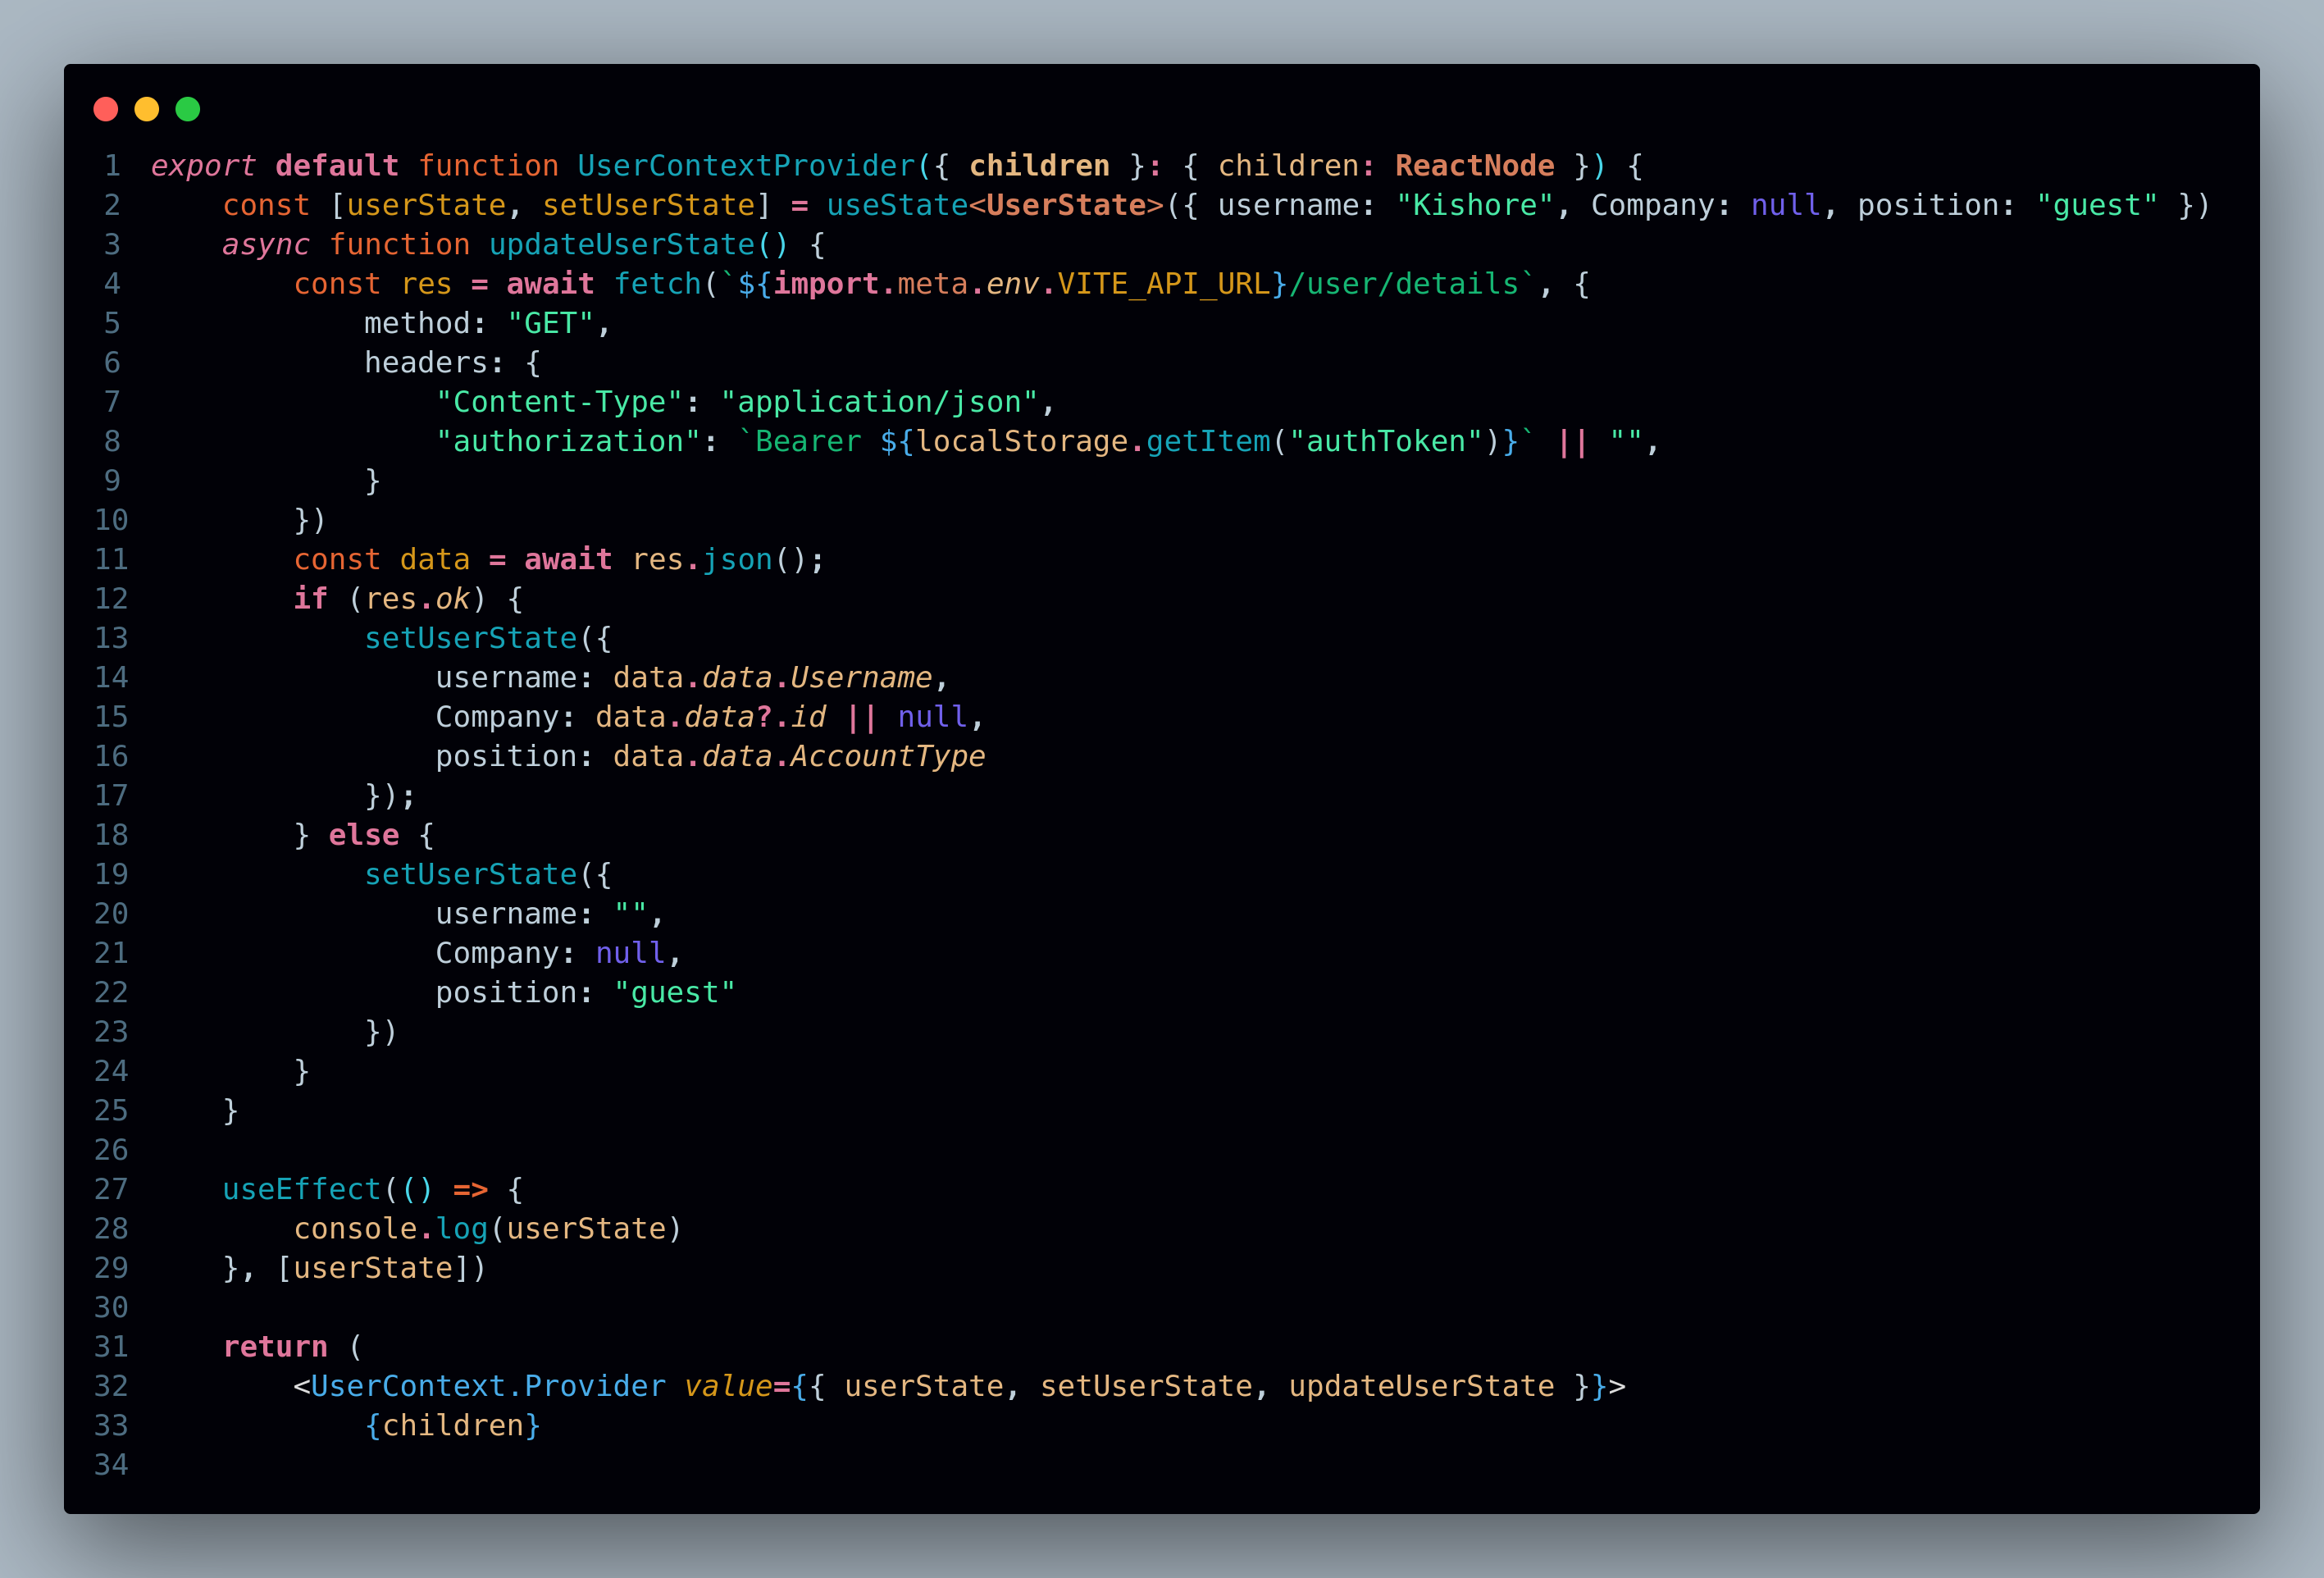 1 export default function UserContextProvider({ children }: { children: ReactNode }) {
2     const [userState, setUserState] = useState<UserState>({ username: "Kishore", Company: null, position: "guest" })
3     async function updateUserState() {
4         const res = await fetch(`${import.meta.env.VITE_API_URL}/user/details`, {
5             method: "GET",
6             headers: {
7                 "Content-Type": "application/json",
8                 "authorization": `Bearer ${localStorage.getItem("authToken")}` || "",
9             }
10         })
11         const data = await res.json();
12         if (res.ok) {
13             setUserState({
14                 username: data.data.Username,
15                 Company: data.data?.id || null,
16                 position: data.data.AccountType
17             });
18         } else {
19             setUserState({
20                 username: "",
21                 Company: null,
22                 position: "guest"
23             })
24         }
25     }
26
27     useEffect(() => {
28         console.log(userState)
29     }, [userState])
30
31     return (
32         <UserContext.Provider value={{ userState, setUserState, updateUserState }}>
33             {children}
34